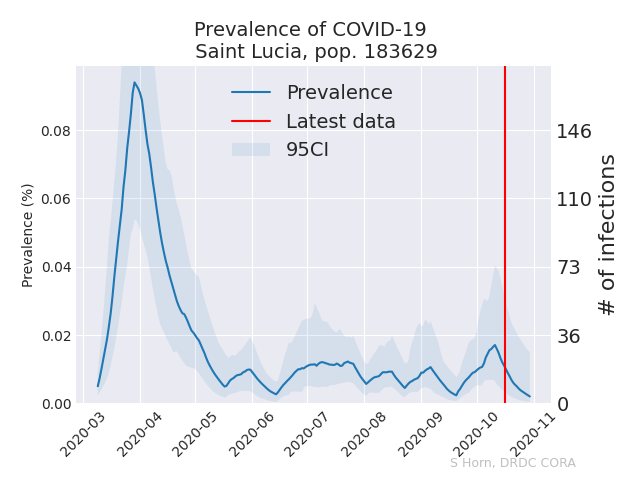 Prevalence of COVID-19
Saint Lucia, pop. 183629
Prevalence
Latest data
95CI
Prevalence (%)
0.08
0.06
0.04
0.02
0.00
146
110
73
36
0
# of infections
2020-03
2020-04
2020-05
2020-06
2020-07
2020-08
2020-09
2020-10
2020-11
S Horn, DRDC CORA